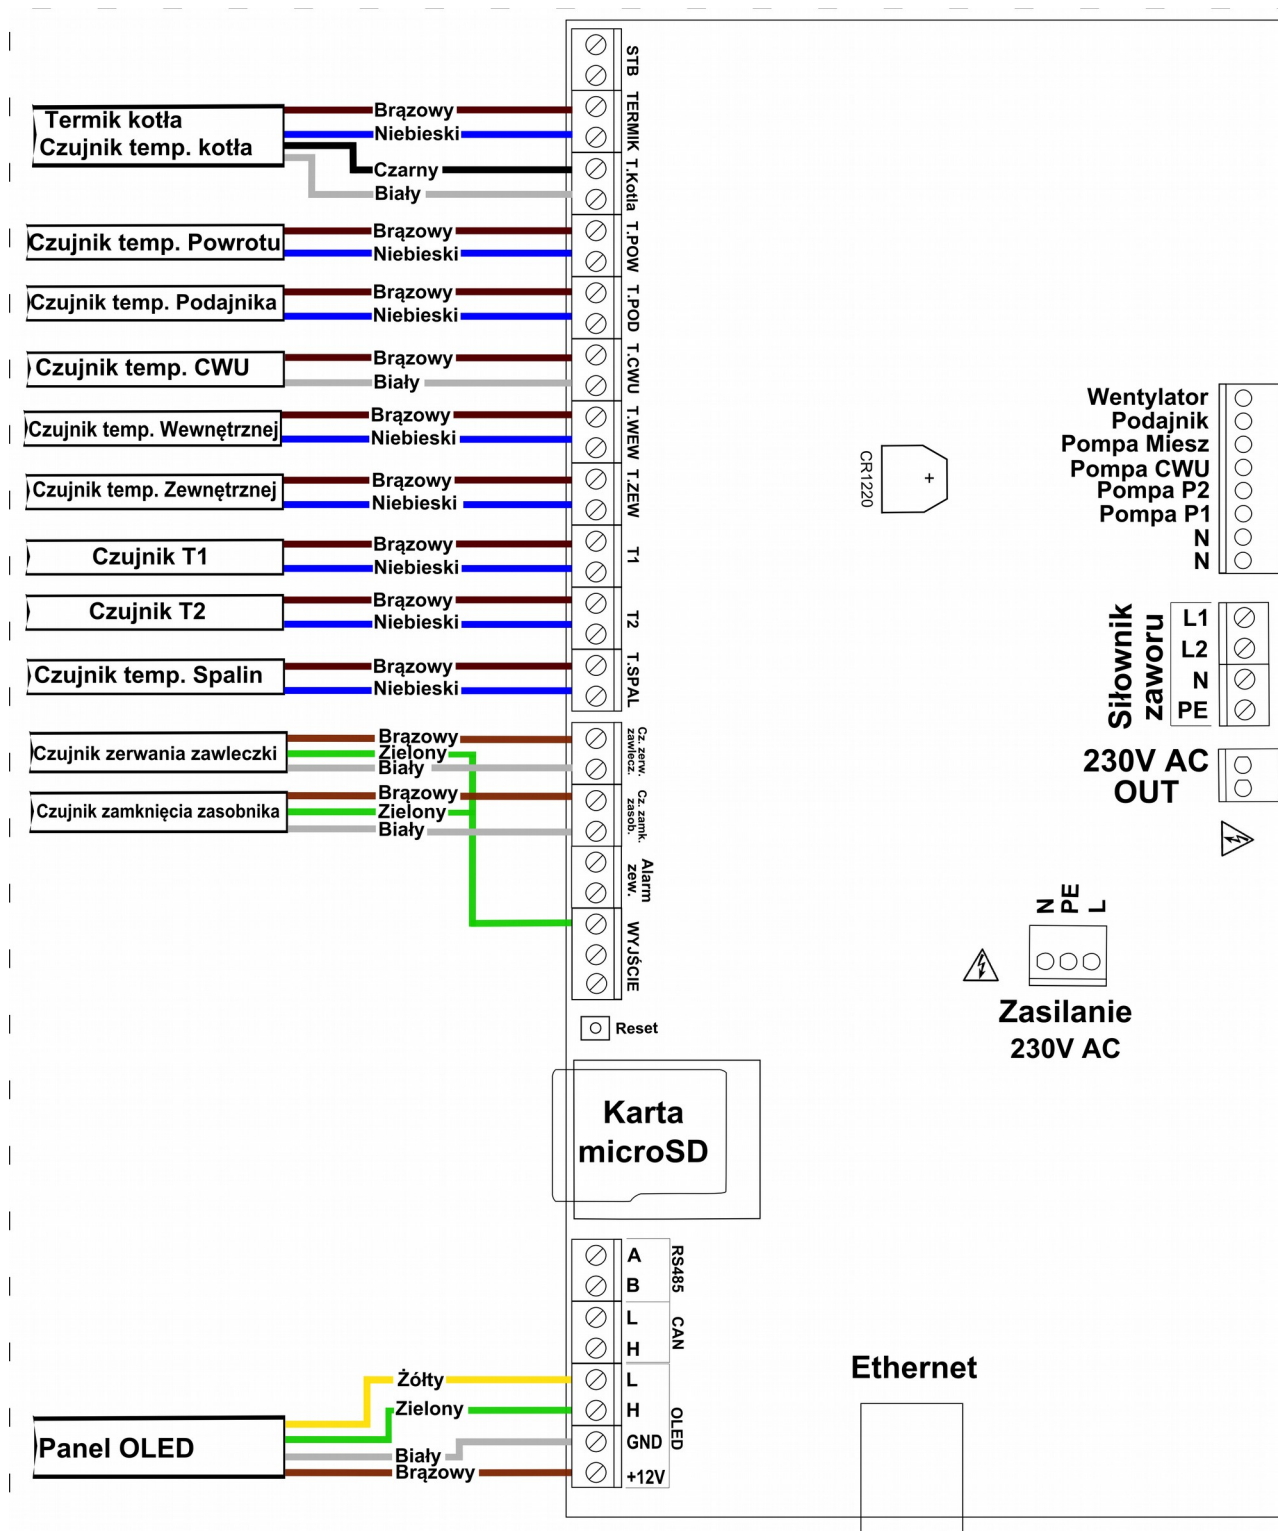 STB
Termik kotła
Czujnik temp. kotła
Brązowy
Niebieski
TERMIK
Czarny
Biały
T.Kotla
Czujnik temp. Powrotu
Brązowy
Niebieski
T.POW
Czujnik temp. Podajnika
Brązowy
Niebieski
T.POD
Czujnik temp. CWU
Brązowy
Biały
T.CWU
Czujnik temp. Wewnętrznej
Brązowy
Niebieski
T.WEW
Czujnik temp. Zewnętrznej
Brązowy
Niebieski
T.ZEW
Czujnik T1
Brązowy
Niebieski
T1
Czujnik T2
Brązowy
Niebieski
T2
Czujnik temp. Spalin
Brązowy
Niebieski
T.SPAL
Czujnik zerwania zawleczki
Brązowy
Zielony
Biały
Cz. zerw.
zawlecz.
Czujnik zamknięcia zasobnika
Brązowy
Zielony
Biały
Cz. zamk.
zasob.
Alarm
zew.
WYJŚCIE
Reset
Karta
microSD
A
B
RS485
L
H
CAN
Panel OLED
Żółty
Zielony
Biały
Brązowy
L
H
GND
+12V
OLED
CR1220
+
Wentylator
Podajnik
Pompa Miesz
Pompa CWU
Pompa P2
Pompa P1
N
N
Siłownik
zaworu
L1
L2
N
PE
230V AC
OUT
N
PE
L
Zasilanie
230V AC
Ethernet